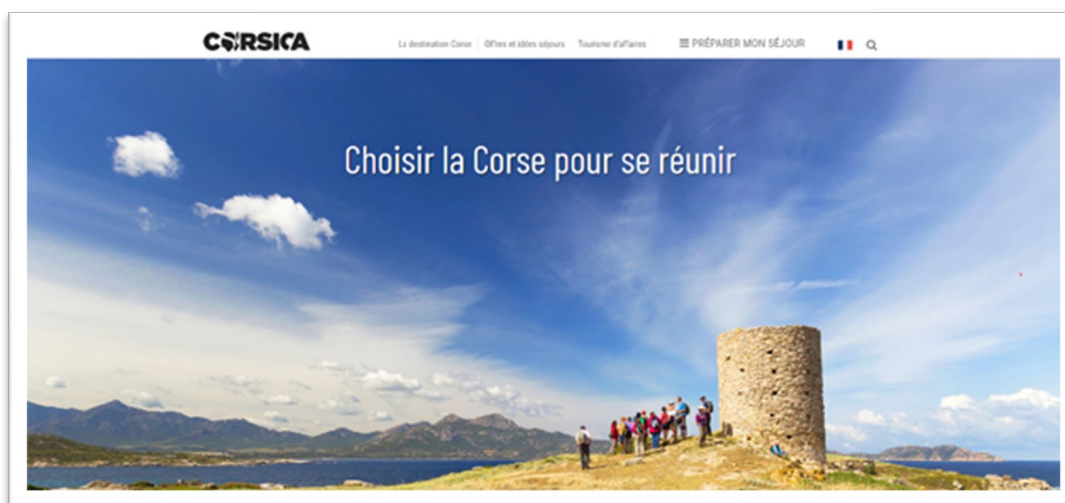 CORSICA
La destination Corse
Offres et idées séjours
Tourisme d'affaires
PRÉPARER MON SÉJOUR
Choisir la Corse pour se réunir